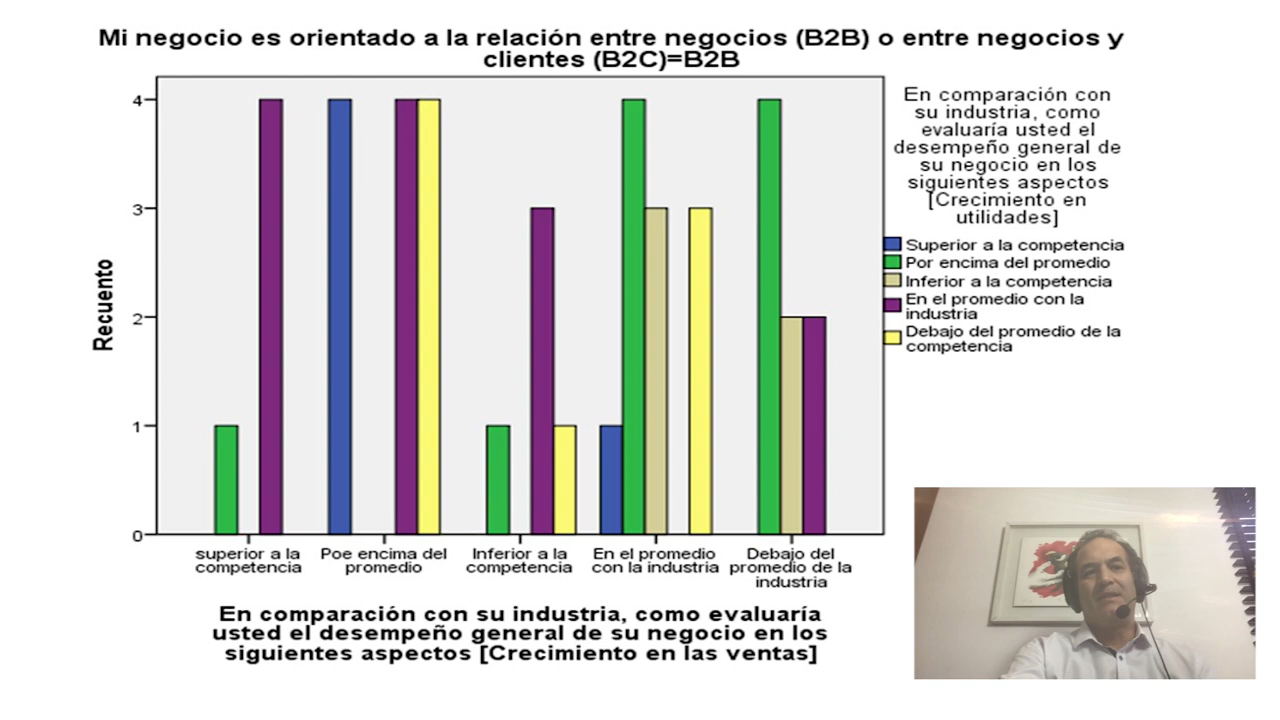 Mi negocio es orientado a la relación entre negocios (B2B) o entre negocios y
clientes (B2C)=B2B
En comparación con
su industria, como
evaluaría usted el
desempeño general de
su negocio en los
siguientes aspectos
[Crecimiento en
utilidades]
Superior a la competencia
Por encima del promedio
Inferior a la competencia
En el promedio con la
industria
Debajo del promedio de la
competencia
Recuento
4
3
2
1
0
superior a la
competencia
Poe encima del
promedio
Inferior a la
competencia
En el promedio
con la industria
Debajo del
promedio de la
industria
En comparación con su industria, como evaluaría
usted el desempeño general de su negocio en los
siguientes aspectos [Crecimiento en las ventas]